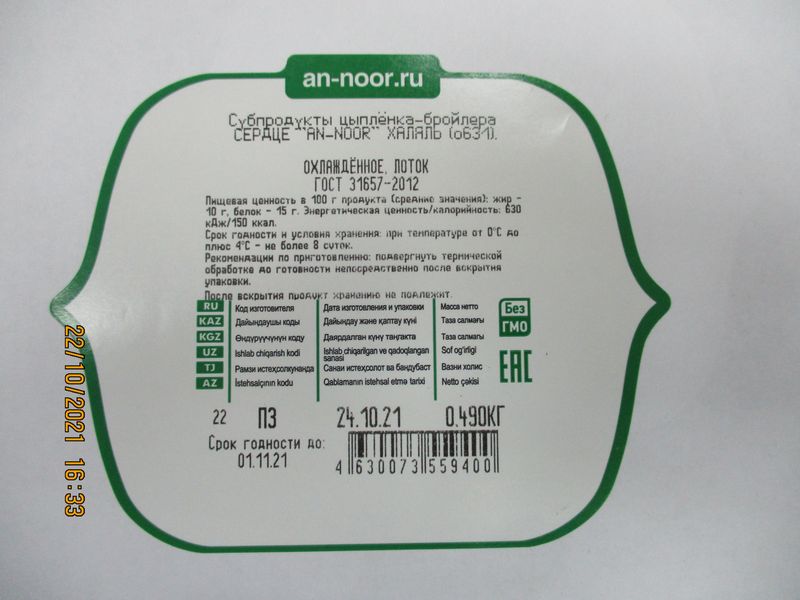 an-noor.ru
Субпродукты цыплёнка-бройлера
СЕРДЦЕ "AN-NOOR" ХАЛЯЛЬ (о631).
ОХЛАЖДЁННОЕ, ЛОТОК
ГОСТ 31657-2012
Пищевая ценность в 100 г продукта (средние значения): жир -
10 г, белок - 15 г. Энергетическая ценность/калорийность: 630
кДж/150 ккал.
Срок годности и условия хранения: при температуре от 0°С до
плюс 4°С - не более 8 суток.
Рекомендации по приготовлению: подвергнуть термической
обработке до готовности непосредственно после вскрытия
упаковки.
После вскрытия продукт хранению не подлежит.
RU Код изготовителя Дата изготовления и упаковки Масса нетто
KAZ Дайындаушы коды Дайындау және қаптау күні Таза салмағы
KGZ Өндүрүүчүнүн коду Даярдалган күнү таңгакта Таза салмагы
UZ Ishlab chiqarish kodi Ishlab chiqarilgan ve qadoqlangan sanasi Sof og'irligi
TJ Рамзи истеҳсолкунанда Санаи истеҳсолот ва бандубаст Вазни холис
AZ İstehsalçının kodu Qablamanın istehsal etmə tarixi Netto çəkisi
Без
ГМО
ЕАС
22 ПЗ 24.10.21 0.490КГ
Срок годности до:
01.11.21
4 630073 559400
22/10/2021 16:33